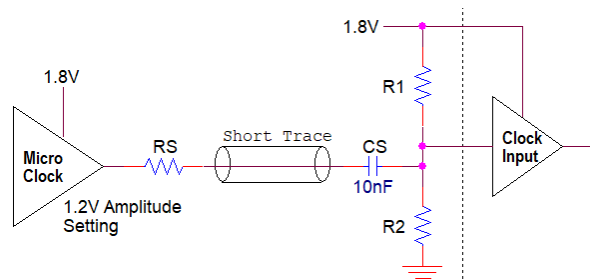 1.8V
R1
1.8V
Micro
Clock
RS
Short Trace
CS
10nF
Clock
Input
1.2V Amplitude
Setting
R2